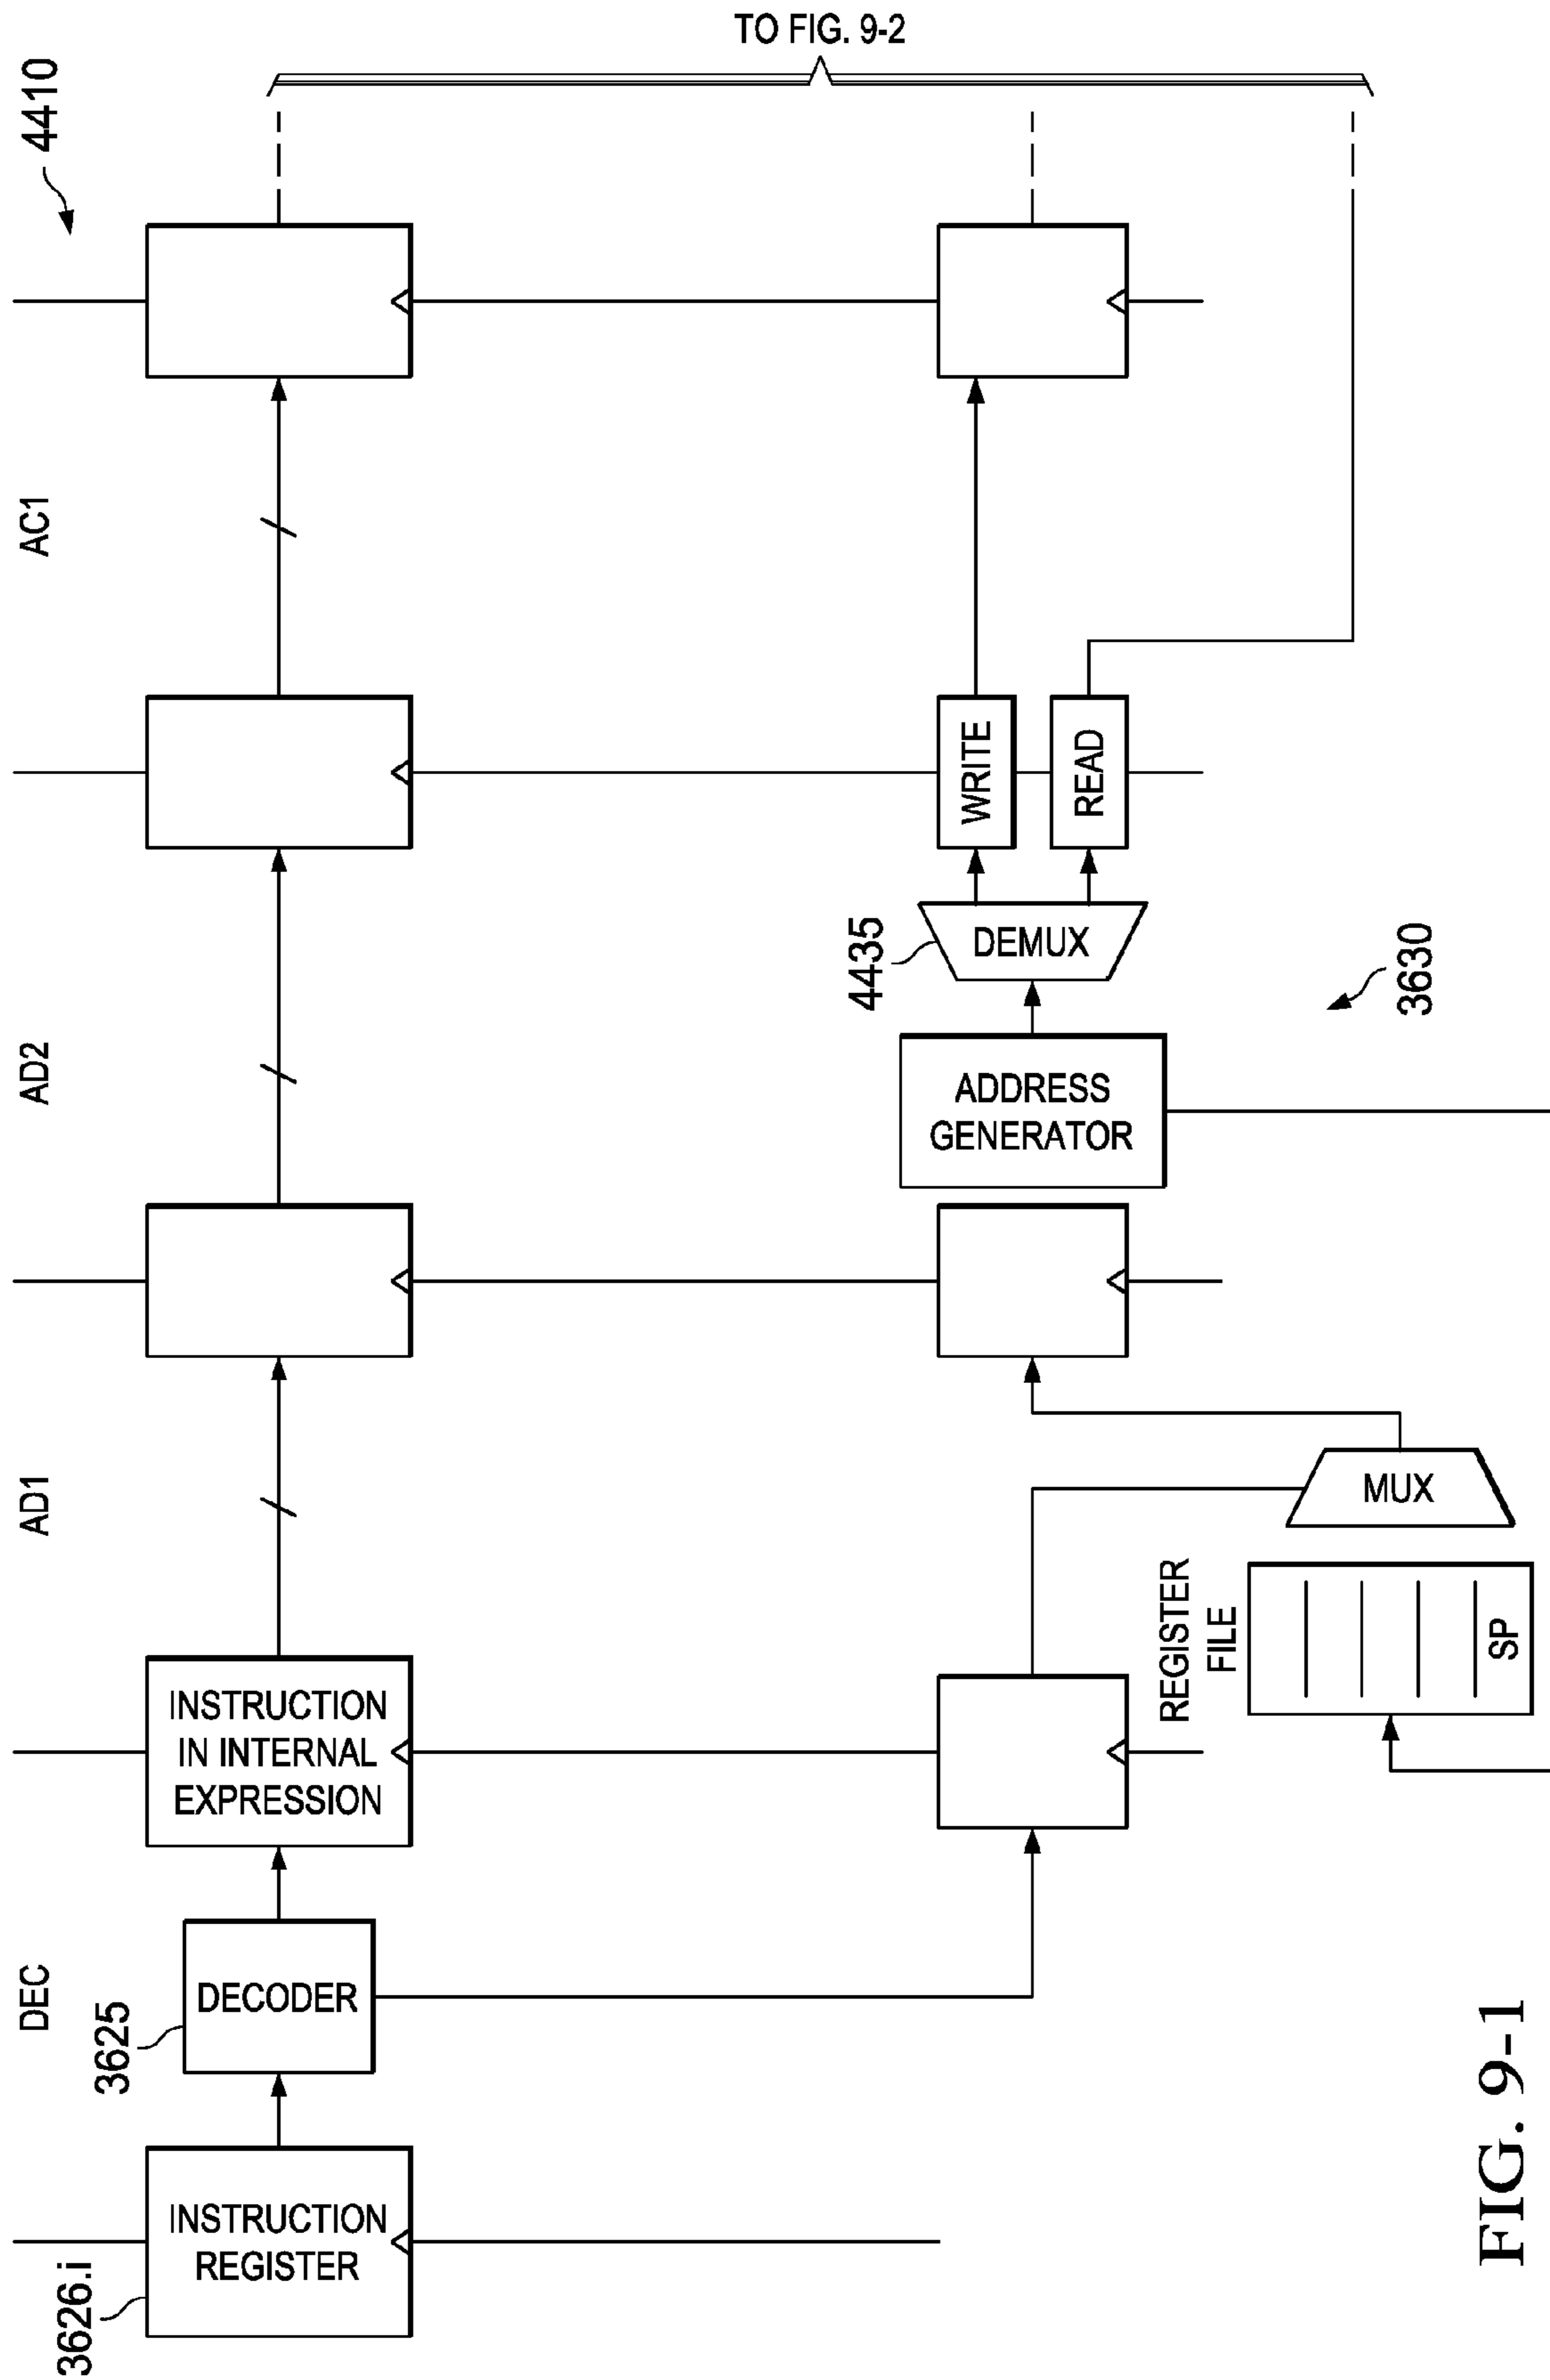 4410
DEC
AD1
AD2
AC1
TO FIG. 9-2
3626.i
INSTRUCTION
REGISTER
3625
DECODER
INSTRUCTION
IN INTERNAL
EXPRESSION
4435
ADDRESS
GENERATOR
DEMUX
WRITE
READ
REGISTER
FILE
SP
MUX
3630
FIG. 9-1